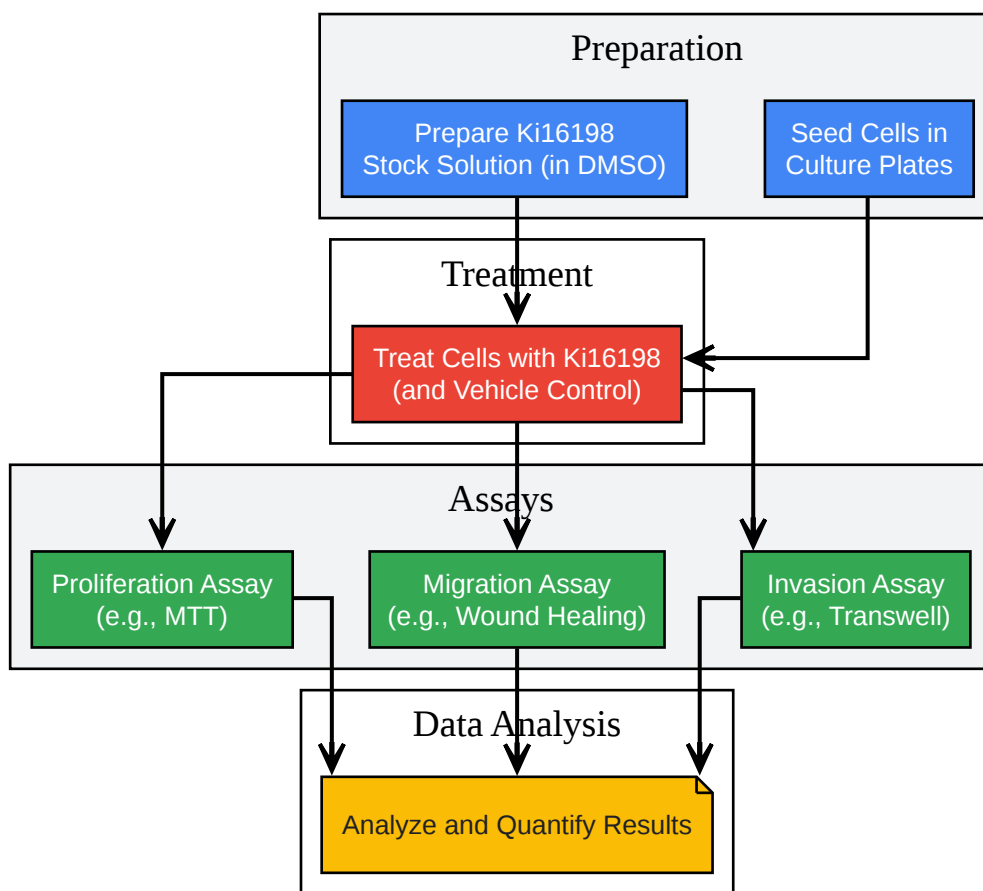 Preparation
Prepare Ki16198
Stock Solution (in DMSO)
Seed Cells in
Culture Plates
Treatment
Treat Cells with Ki16198
(and Vehicle Control)
Assays
Proliferation Assay
(e.g., MTT)
Migration Assay
(e.g., Wound Healing)
Invasion Assay
(e.g., Transwell)
Data Analysis
Analyze and Quantify Results